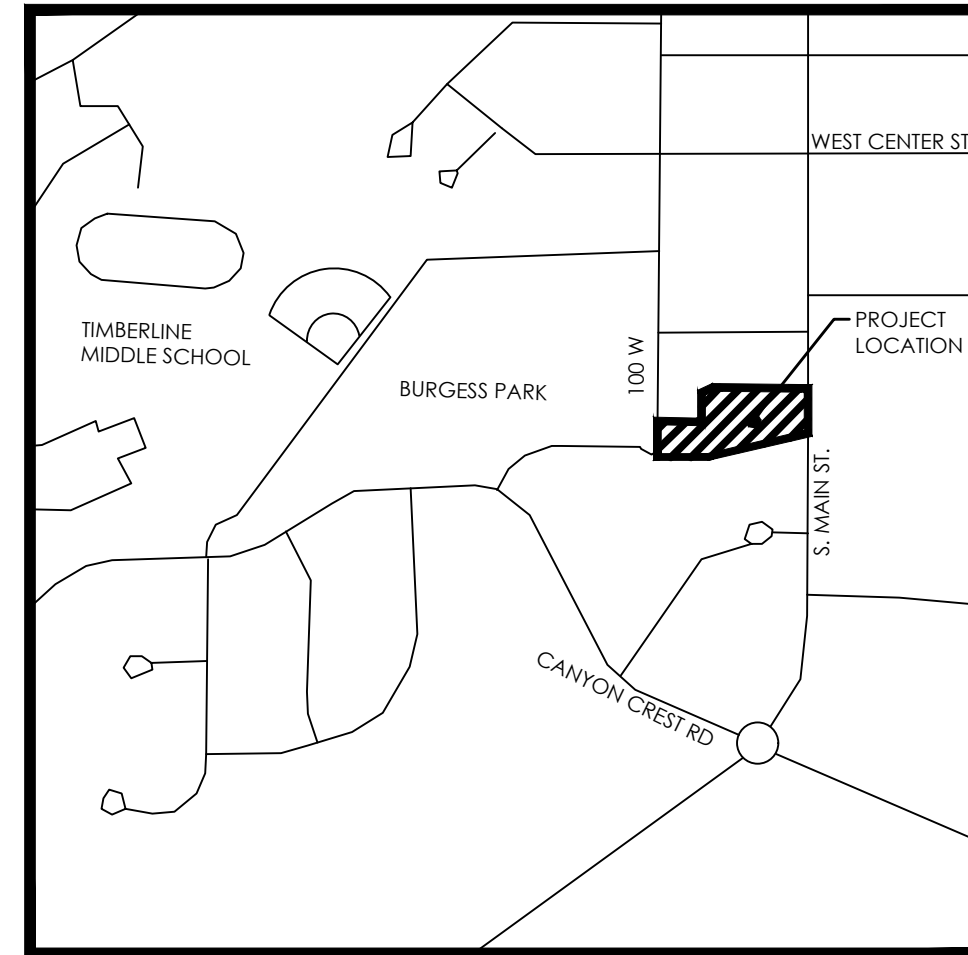 WEST CENTER ST
PROJECT
LOCATION
TIMBERLINE
MIDDLE SCHOOL
100 W
BURGESS PARK
S. MAIN ST.
CANYON CREST RD